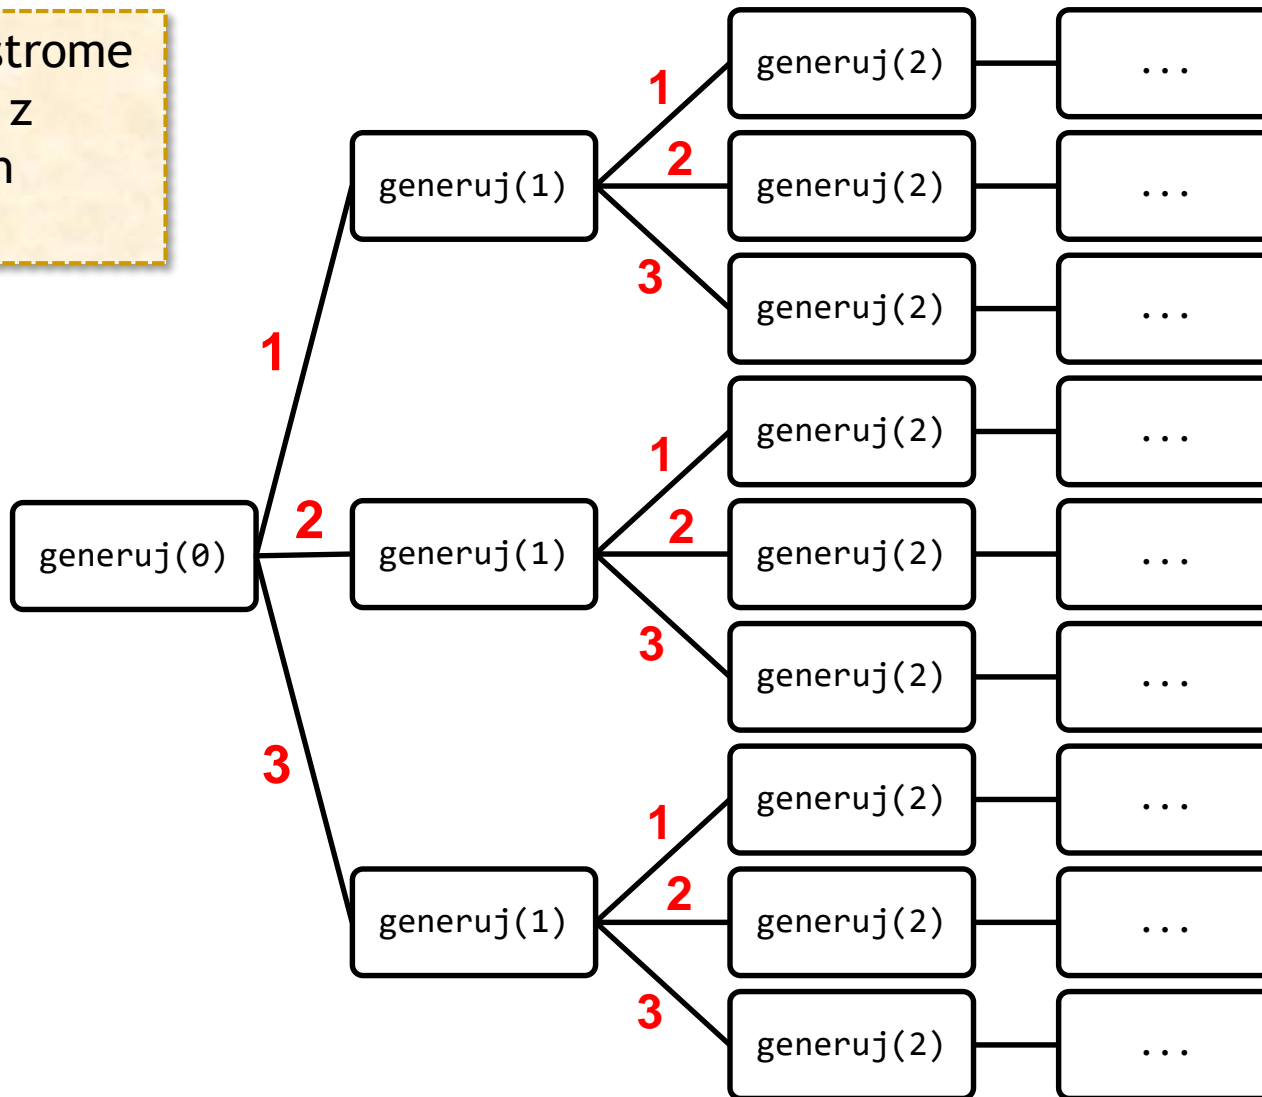 strome
z
generuj(2)
...
1
generuj(1)
2
generuj(2)
...
3
generuj(2)
...
1
1
generuj(2)
...
generuj(0)
2
generuj(1)
2
generuj(2)
...
3
generuj(2)
...
3
1
generuj(2)
...
generuj(1)
2
generuj(2)
...
3
generuj(2)
...